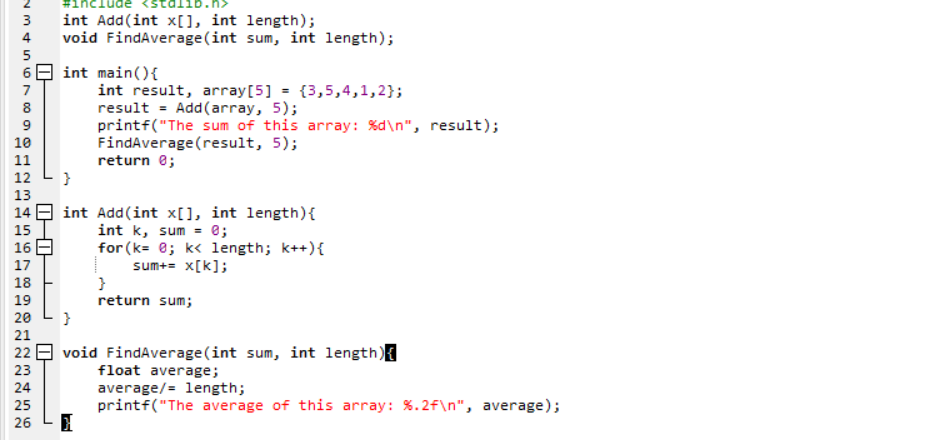 2 #include <stdlib.h>
3 int Add(int x[], int length);
4 void FindAverage(int sum, int length);
5
6 int main(){
7     int result, array[5] = {3,5,4,1,2};
8     result = Add(array, 5);
9     printf("The sum of this array: %d\n", result);
10     FindAverage(result, 5);
11     return 0;
12 }
13
14 int Add(int x[], int length){
15     int k, sum = 0;
16     for(k= 0; k< length; k++){
17         sum+= x[k];
18     }
19     return sum;
20 }
21
22 void FindAverage(int sum, int length){
23     float average;
24     average/= length;
25     printf("The average of this array: %.2f\n", average);
26 }